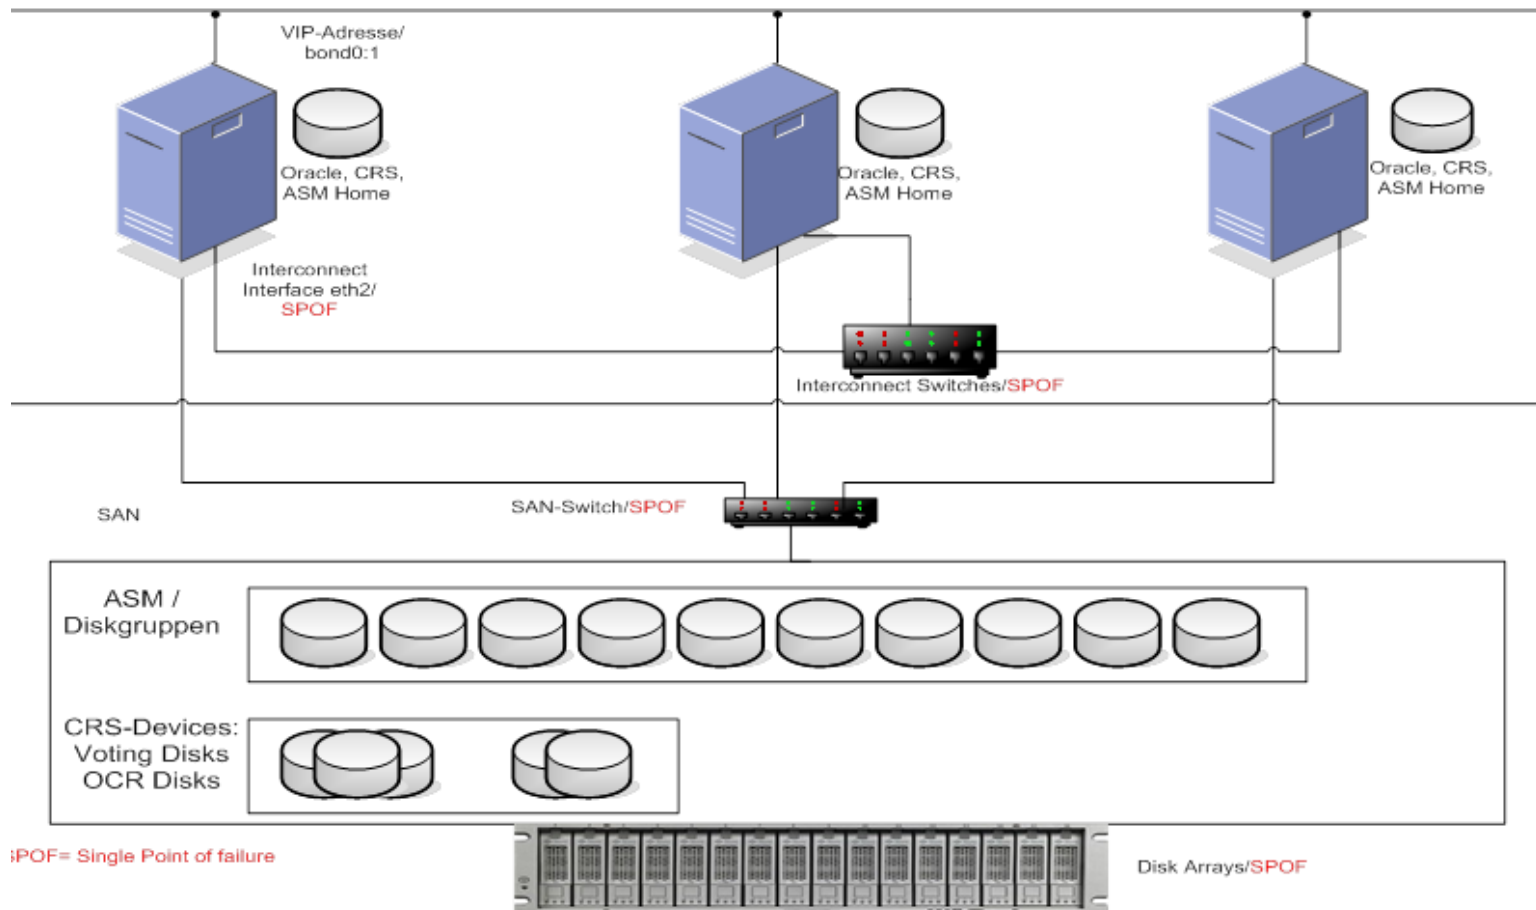 VIP-Adresse/
bond0:1
Oracle, CRS,
ASM Home
Oracle, CRS,
ASM Home
Oracle, CRS,
ASM Home
Interconnect
Interface eth2/
SPOF
Interconnect Switches/SPOF
SAN
SAN-Switch/SPOF
ASM /
Diskgruppen
CRS-Devices:
Voting Disks
OCR Disks
SPOF= Single Point of failure
Disk Arrays/SPOF